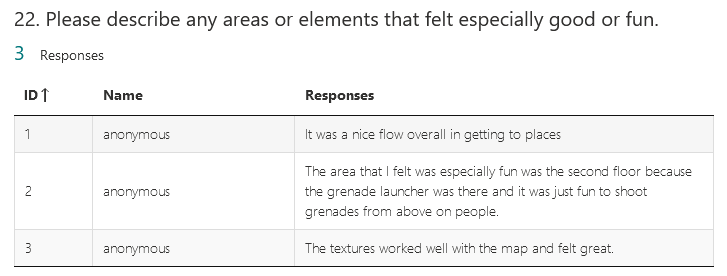 22. Please describe any areas or elements that felt especially good or fun.
3 Responses
ID↑ Name Responses
1 anonymous It was a nice flow overall in getting to places
2 anonymous The area that I felt was especially fun was the second floor because
the grenade launcher was there and it was just fun to shoot
grenades from above on people.
3 anonymous The textures worked well with the map and felt great.